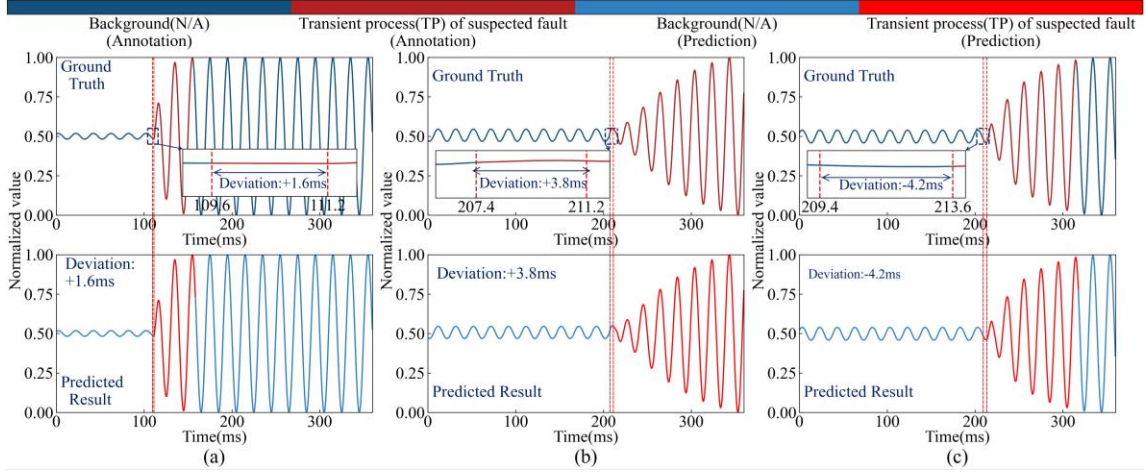 Background(N/A)
(Annotation)
Transient process(TP) of suspected fault
(Annotation)
Background(N/A)
(Prediction)
Transient process(TP) of suspected fault
(Prediction)
Normalized value
1.00
0.75
0.50
0.25
0.00
Ground
Truth
Deviation:+1.6ms
109.6
111.2
0
100
200
300
Time(ms)
Normalized value
1.00
0.75
0.50
0.25
0.00
Ground Truth
Deviation:+3.8ms
207.4
211.2
0
100
200
300
Time(ms)
Normalized value
1.00
0.75
0.50
0.25
0.00
Ground Truth
Deviation:-4.2ms
209.4
213.6
0
100
200
300
Time(ms)
1.00
0.75
0.50
0.25
0.00
Deviation:
+1.6ms
Predicted
Result
0
100
200
300
Time(ms)
(a)
1.00
0.75
0.50
0.25
0.00
Deviation:+3.8ms
Predicted Result
0
100
200
300
Time(ms)
(b)
1.00
0.75
0.50
0.25
0.00
Deviation:-4.2ms
Predicted Result
0
100
200
300
Time(ms)
(c)